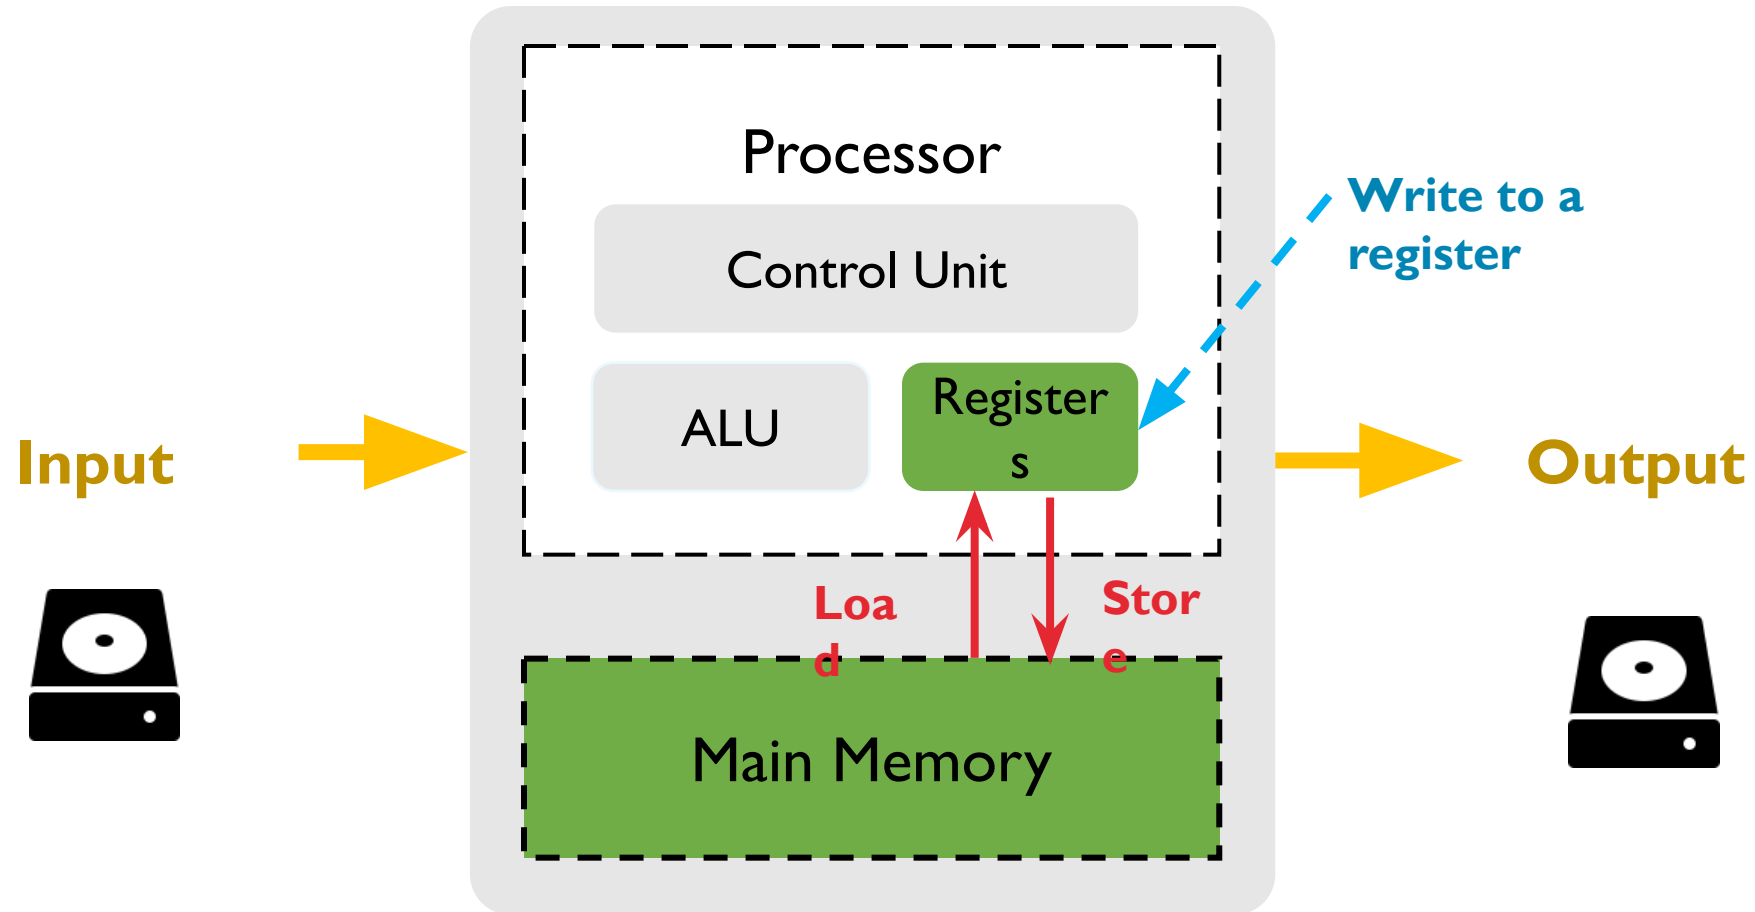 Processor
Write to a
register
Control Unit
Register
s
ALU
Input
Output
Loa
d
Stor
e
Main Memory